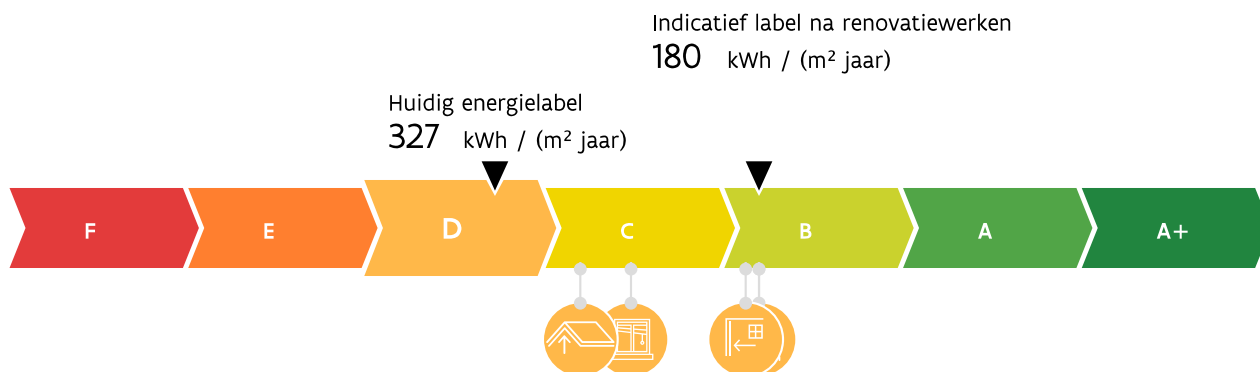 Indicatief label na renovatiewerken
180 kWh / (m² jaar)
Huidig energielabel
327 kWh / (m² jaar)
F E D C B A A+